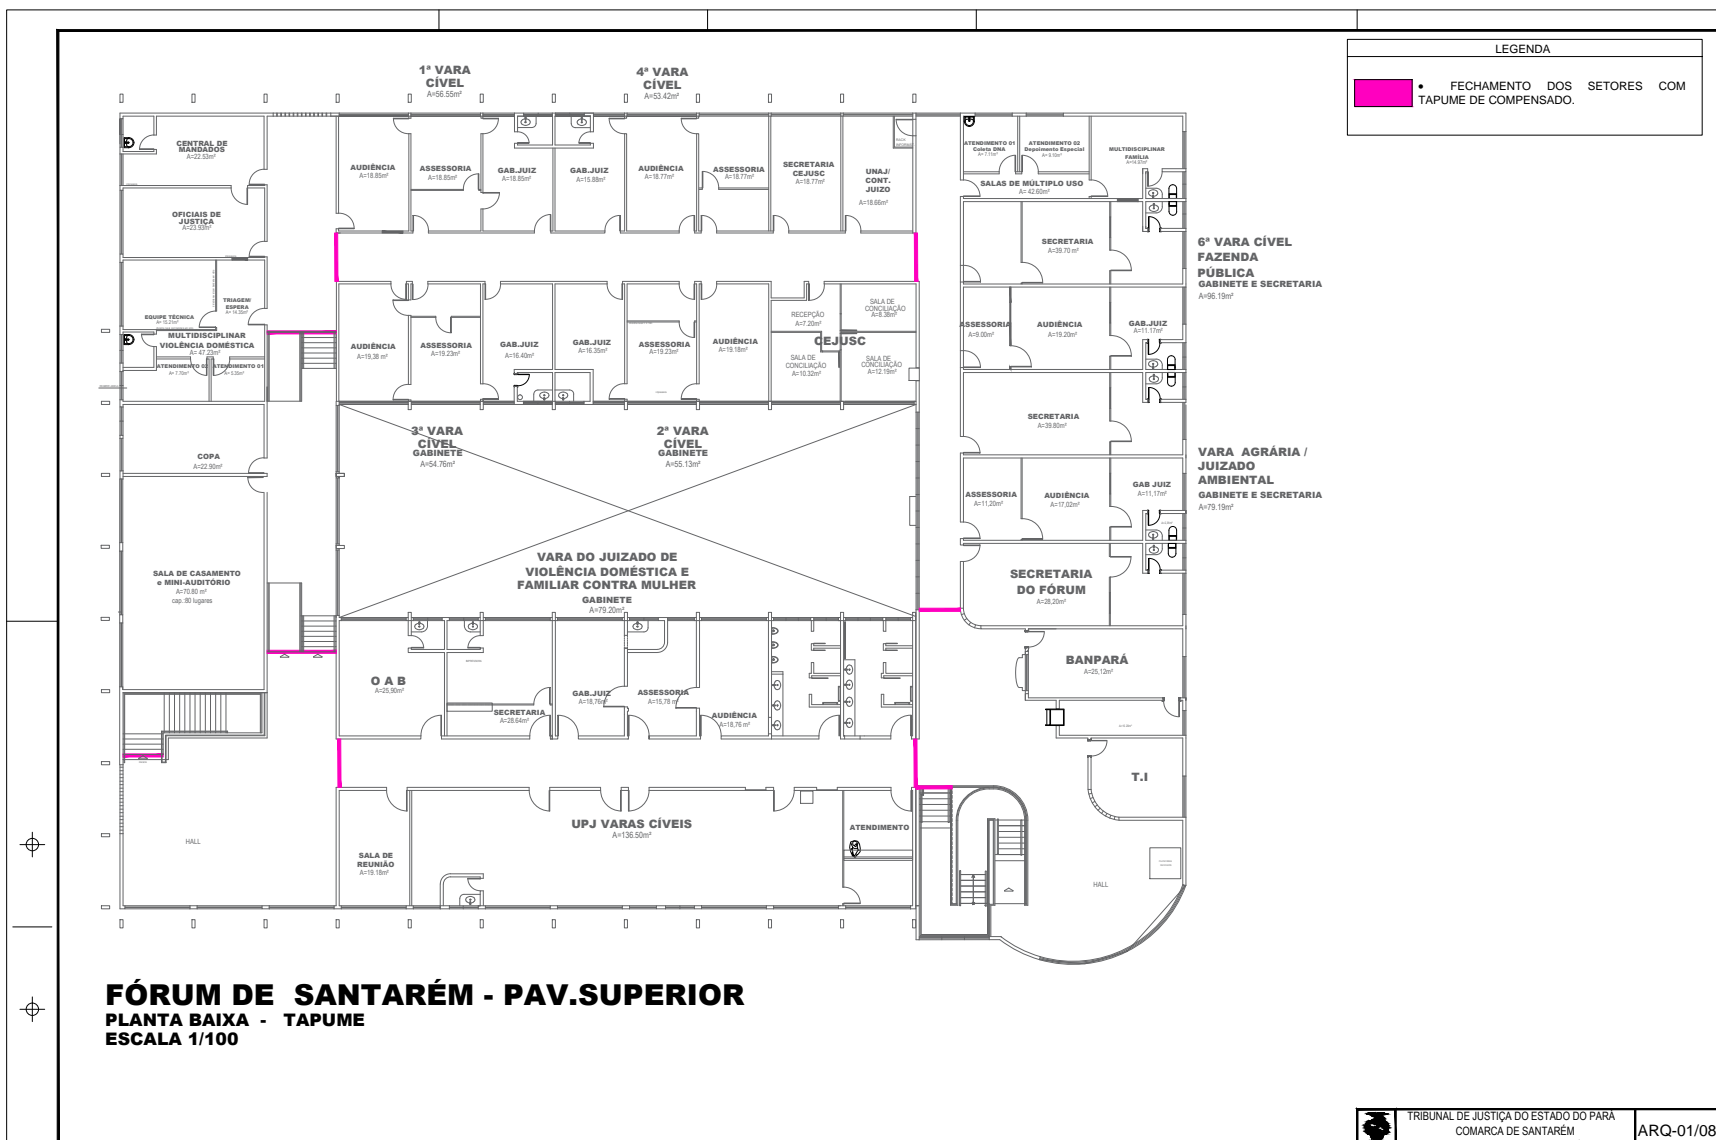 LEGENDA
• FECHAMENTO DOS SETORES COM
TAPUME DE COMPENSADO.
1ª VARA
CÍVEL
A=56.55m²
4ª VARA
CÍVEL
A=53.42m²
CENTRAL DE
MANDADOS
A=22.53m²
AUDIÊNCIA
A=18.85m²
ASSESSORIA
A=18.85m²
GAB.JUIZ
A=18.85m²
GAB.JUIZ
A=15.88m²
AUDIÊNCIA
A=18.77m²
ASSESSORIA
A=18.77m²
SECRETARIA
CEJUSC
A=18.77m²
UNAJ/
CONT.
JUIZO
A=18.66m²
ATENDIMENTO 01
Coleta DNA
A= 7.11m²
ATENDIMENTO 02
Depoimento Especial
MULTIDISCIPLINAR
FAMÍLIA
SALAS DE MÚLTIPLO USO
A= 42.60m²
OFICIAIS DE
JUSTIÇA
A=23.93m²
SECRETARIA
A=39.70 m²
6ª VARA CÍVEL
FAZENDA
PÚBLICA
GABINETE E SECRETARIA
A=96.19m²
EQUIPE TÉCNICA
TRIAGEM/
ESPERA
MULTIDISCIPLINAR
VIOLÊNCIA DOMÉSTICA
A= 47.23m²
ATENDIMENTO 02
ATENDIMENTO 01
AUDIÊNCIA
A=19,38 m²
ASSESSORIA
A=19.23m²
GAB.JUIZ
A=16.40m²
GAB.JUIZ
A=16.35m²
ASSESSORIA
A=19.23m²
AUDIÊNCIA
A=19.18m²
RECEPÇÃO
A=7.20m²
SALA DE
CONCILIAÇÃO
A=8.38m²
CEJUSC
SALA DE
CONCILIAÇÃO
A=10.32m²
SALA DE
CONCILIAÇÃO
A=12.19m²
ASSESSORIA
A=9.00m²
AUDIÊNCIA
A=19.20m²
GAB.JUIZ
A=11.17m²
SECRETARIA
A=39.80m²
COPA
A=22.90m²
3ª VARA
CÍVEL
GABINETE
A=54.76m²
2ª VARA
CÍVEL
GABINETE
A=55.13m²
VARA AGRÁRIA /
JUIZADO
AMBIENTAL
GABINETE E SECRETARIA
A=79.19m²
ASSESSORIA
A=11,20m²
AUDIÊNCIA
A=17,02m²
GAB JUIZ
A=11,17m²
SALA DE CASAMENTO
e MINI-AUDITÓRIO
A=70.80 m²
cap.:80 lugares
VARA DO JUIZADO DE
VIOLÊNCIA DOMÉSTICA E
FAMILIAR CONTRA MULHER
GABINETE
A=79.20m²
SECRETARIA
DO FÓRUM
A=28,20m²
BANPARÁ
A=25,12m²
O A B
A=25,90m²
SECRETARIA
A=28.64m²
GAB.JUIZ
A=18,76m²
ASSESSORIA
A=15,78 m²
AUDIÊNCIA
A=18,76 m²
T.I
HALL
SALA DE
REUNIÃO
A=19.18m²
UPJ VARAS CÍVEIS
A=136.50m²
ATENDIMENTO
HALL
FÓRUM DE SANTARÉM - PAV.SUPERIOR
PLANTA BAIXA - TAPUME
ESCALA 1/100
TRIBUNAL DE JUSTIÇA DO ESTADO DO PARÁ
COMARCA DE SANTARÉM
ARQ-01/08